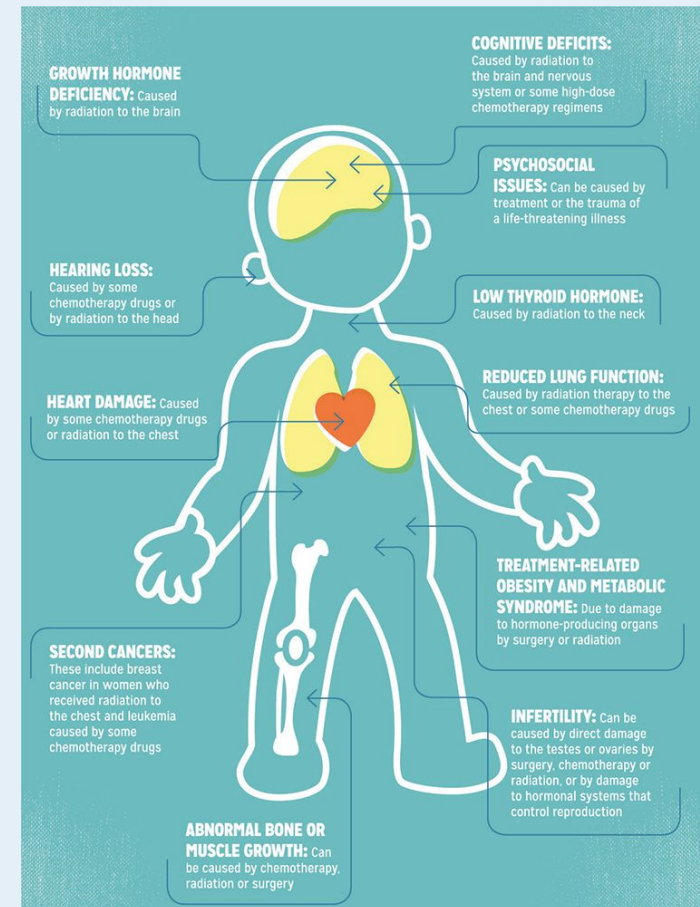 GROWTH HORMONE
DEFICIENCY: Caused
by radiation to the brain
COGNITIVE DEFICITS:
Caused by radiation to
the brain and nervous
system or some high-dose
chemotherapy regimens
PSYCHOSOCIAL
ISSUES: Can be caused by
treatment or the trauma of
a life-threatening illness
HEARING LOSS:
Caused by some
chemotherapy drugs or
by radiation to the head
LOW THYROID HORMONE:
Caused by radiation to the neck
HEART DAMAGE: Caused
by some chemotherapy drugs
or radiation to the chest
REDUCED LUNG FUNCTION:
Caused by radiation therapy to the
chest or some chemotherapy drugs
TREATMENT-RELATED
OBESITY AND METABOLIC
SYNDROME: Due to damage
to hormone-producing organs
by surgery or radiation
SECOND CANCERS:
These include breast
cancer in women who
received radiation to
the chest and leukemia
caused by some
chemotherapy drugs
INFERTILITY: Can be
caused by direct damage
to the testes or ovaries by
surgery, chemotherapy or
radiation, or by damage
to hormonal systems that
control reproduction
ABNORMAL BONE OR
MUSCLE GROWTH: Can
be caused by chemotherapy,
radiation or surgery